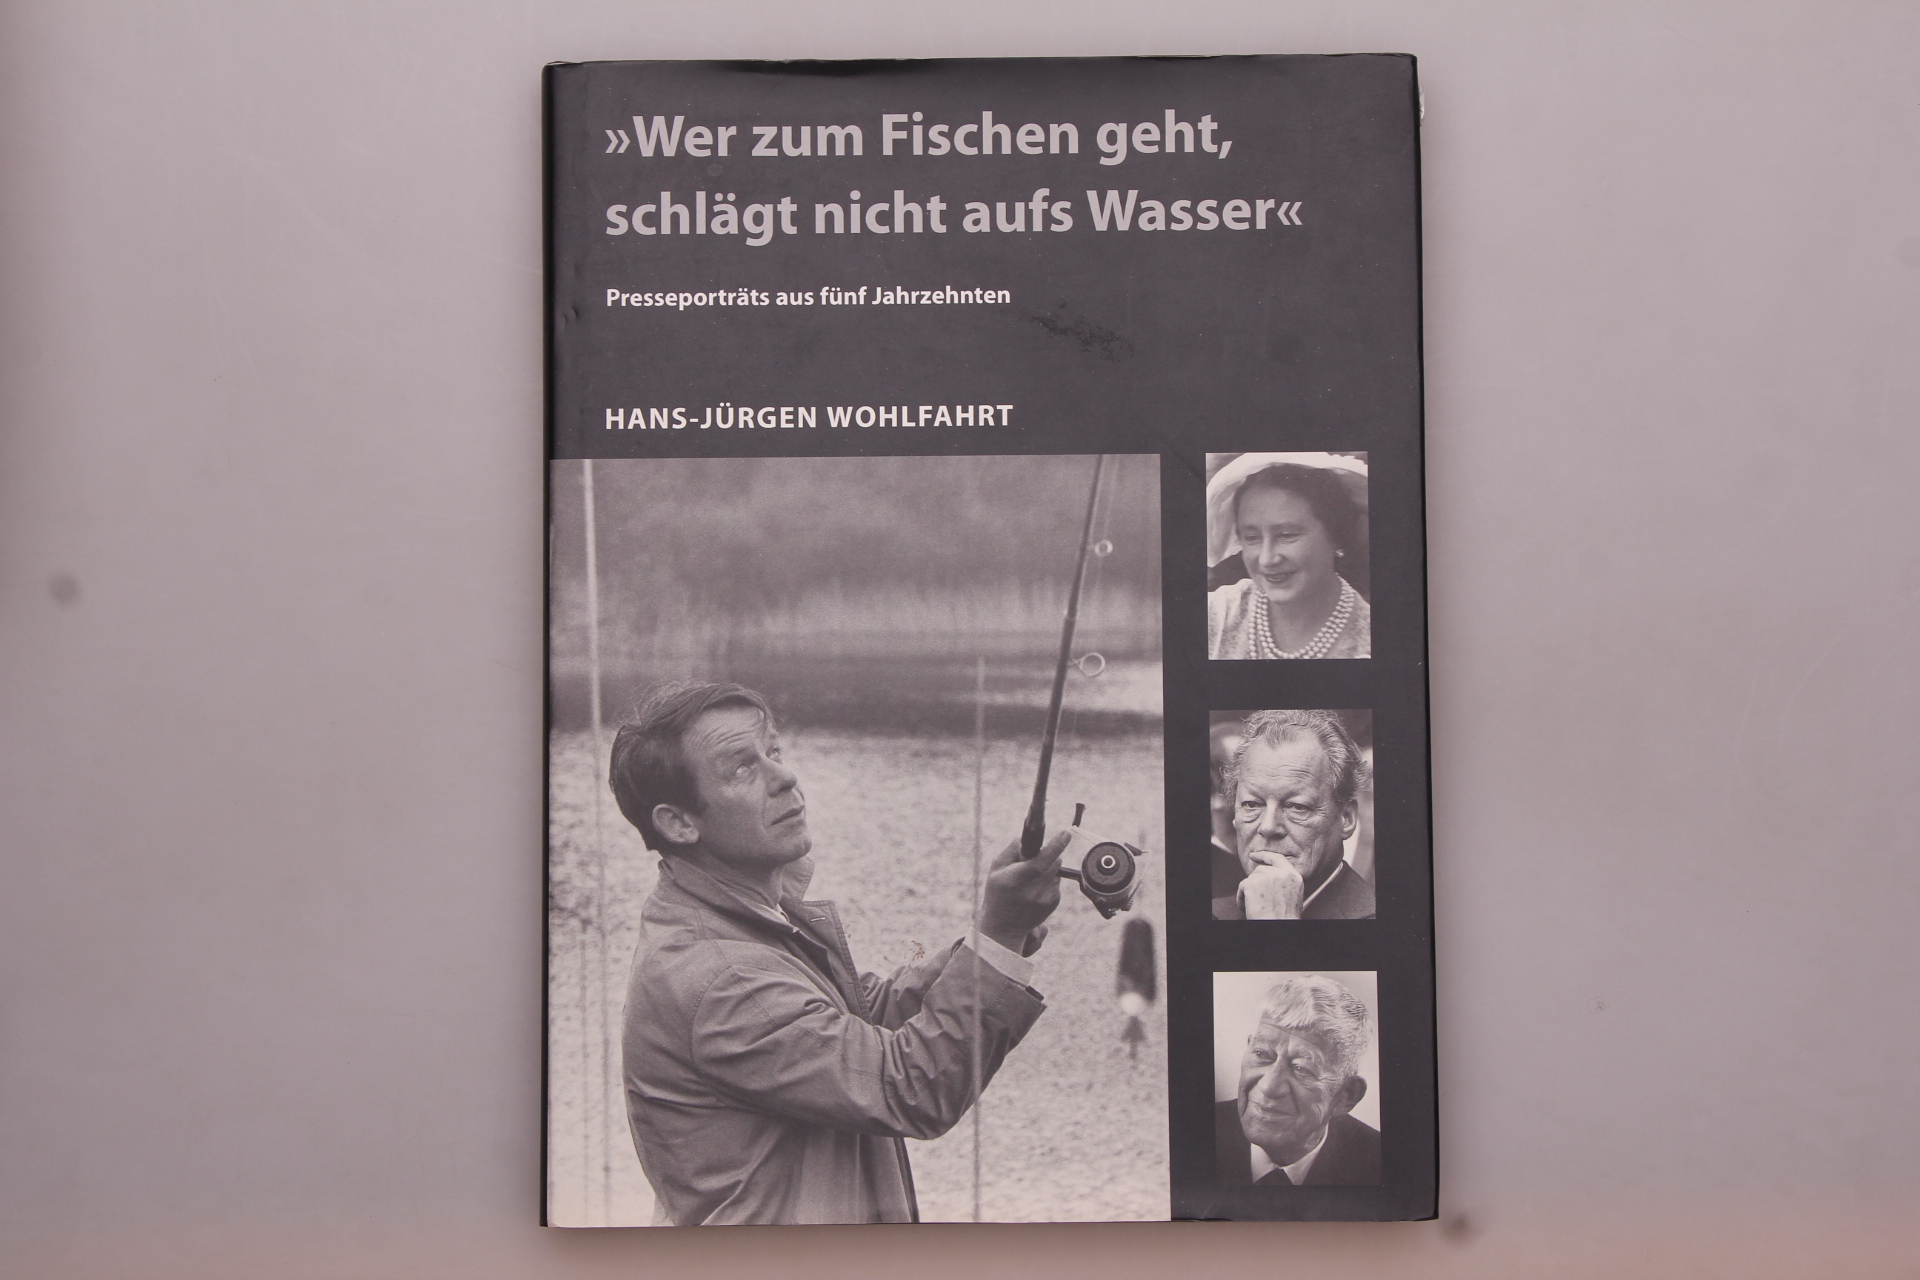 »Wer zum Fischen geht,
schlägt nicht aufs Wasser«
Presseporträts aus fünf Jahrzehnten
HANS-JÜRGEN WOHLFAHRT